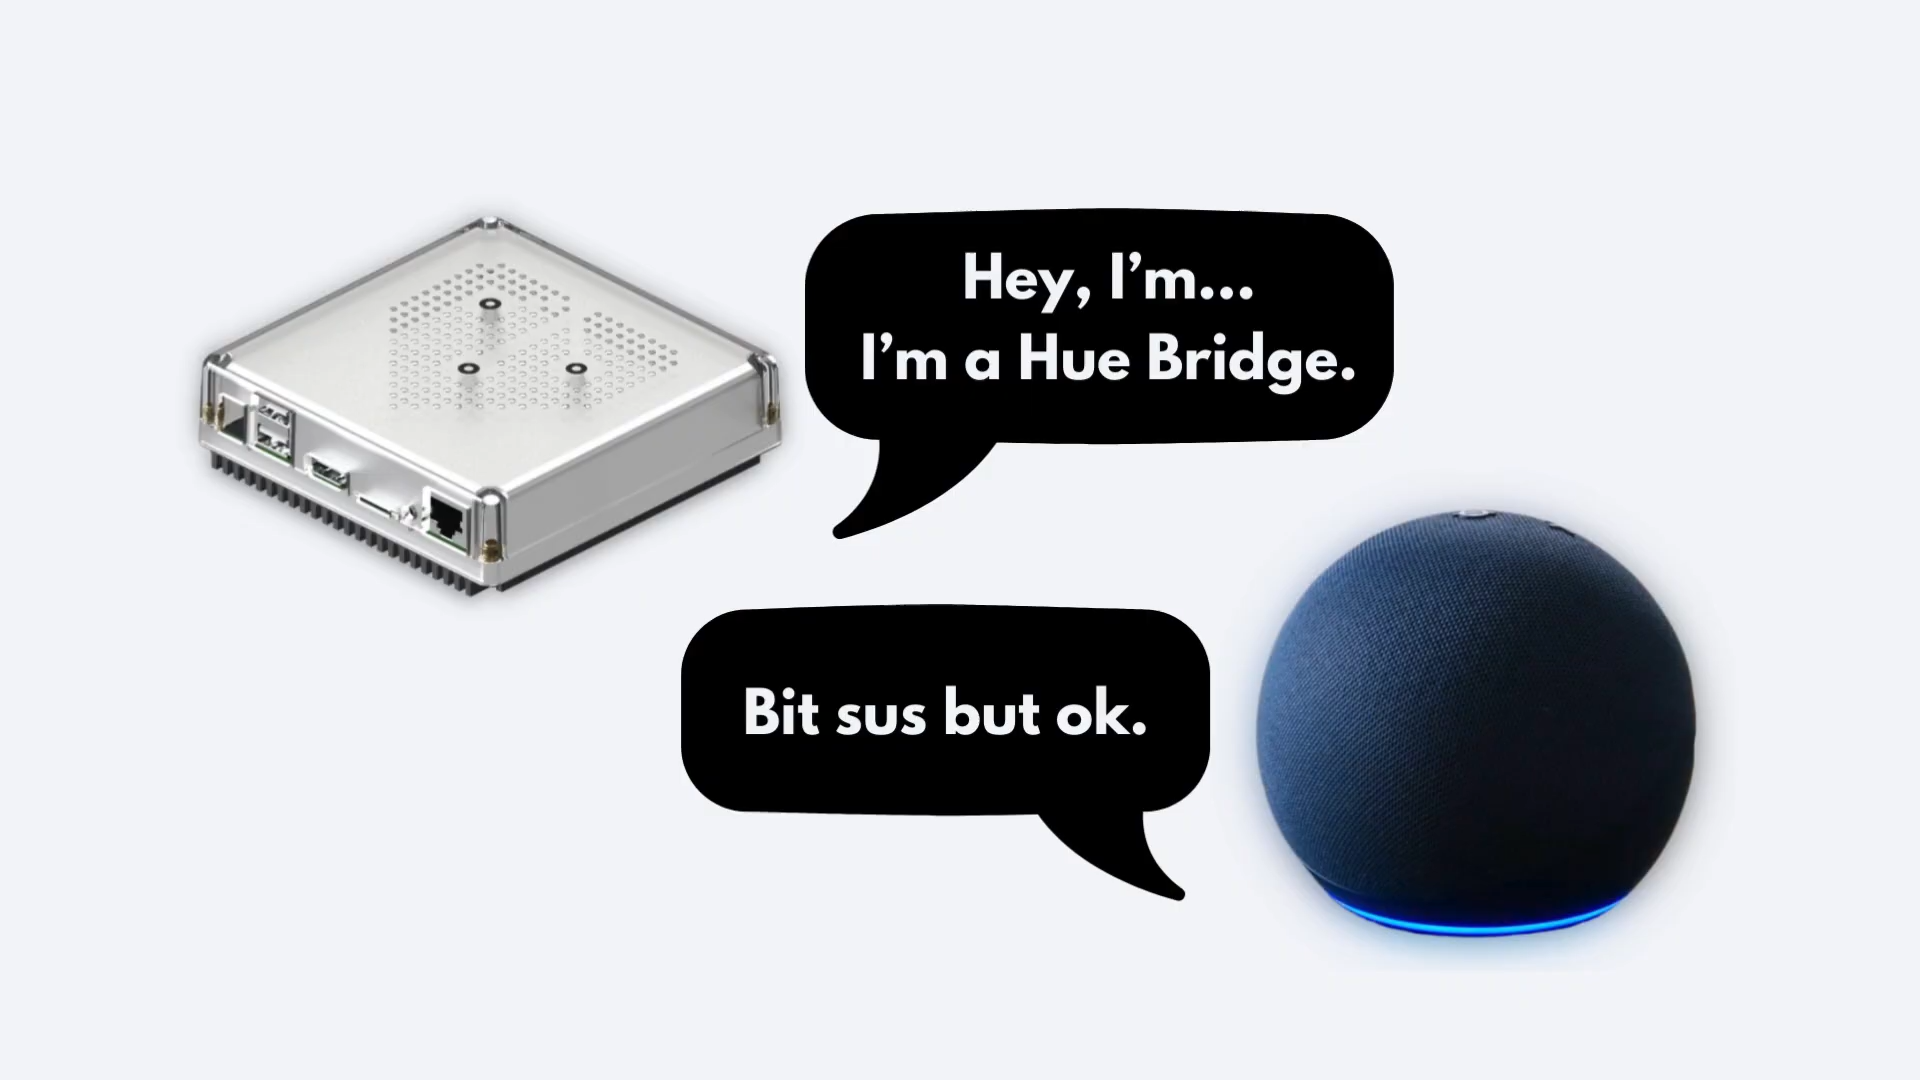 Hey, I’m...
I’m a Hue Bridge.
Bit sus but ok.